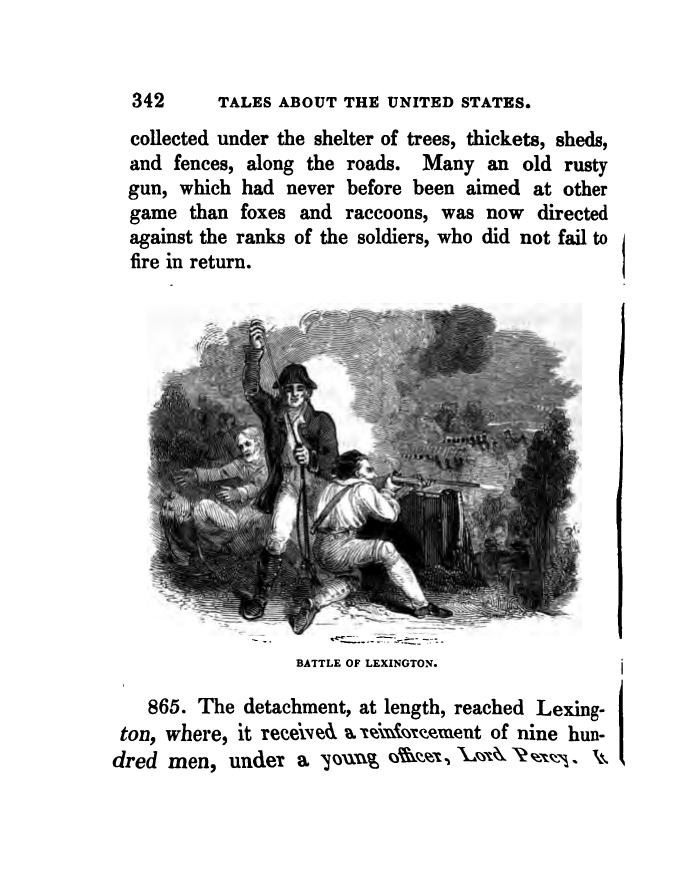 342 TALES ABOUT THE UNITED STATES.
collected under the shelter of trees, thickets, sheds,
and fences, along the roads. Many an old rusty
gun, which had never before been aimed at other
game than foxes and raccoons, was now directed
against the ranks of the soldiers, who did not fail to
fire in return.
BATTLE OF LEXINGTON.
865. The detachment, at length, reached Lexing-
ton, where, it received a reinforcement of nine hun-
dred men, under a young officer, Lord Percy. It